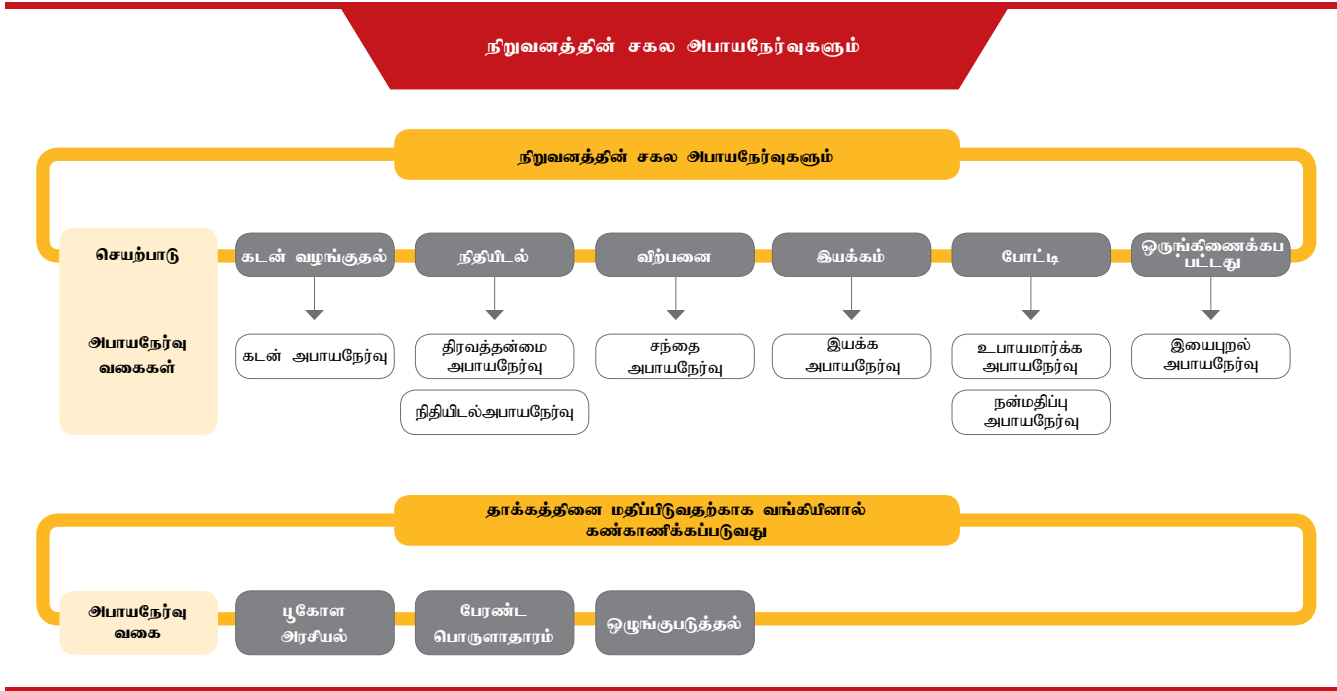 நிறுவனத்தின் சகல அபாயநேர்வுகளும்
நிறுவனத்தின் சகல அபாயநேர்வுகளும்
செயற்பாடு
கடன் வழங்குதல்
நிதியிடல்
விற்பனை
இயக்கம்
போட்டி
ஒருங்கிணைக்கப
பட்டது
அபாயநேர்வு
வகைகள்
கடன் அபாயநேர்வு
திரவத்தன்மை
அபாயநேர்வு
நிதியிடல்அபாயநேர்வு
சந்தை
அபாயநேர்வு
இயக்க
அபாயநேர்வு
உபாயமார்க்க
அபாயநேர்வு
நன்மதிப்பு
அபாயநேர்வு
இயைபுறல்
அபாயநேர்வு
தாக்கத்தினை மதிப்பிடுவதற்காக வங்கியினால்
கண்காணிக்கப்படுவது
அபாயநேர்வு
வகை
பூகோள
அரசியல்
பேரண்ட
பொருளாதாரம்
ஒழுங்குபடுத்தல்